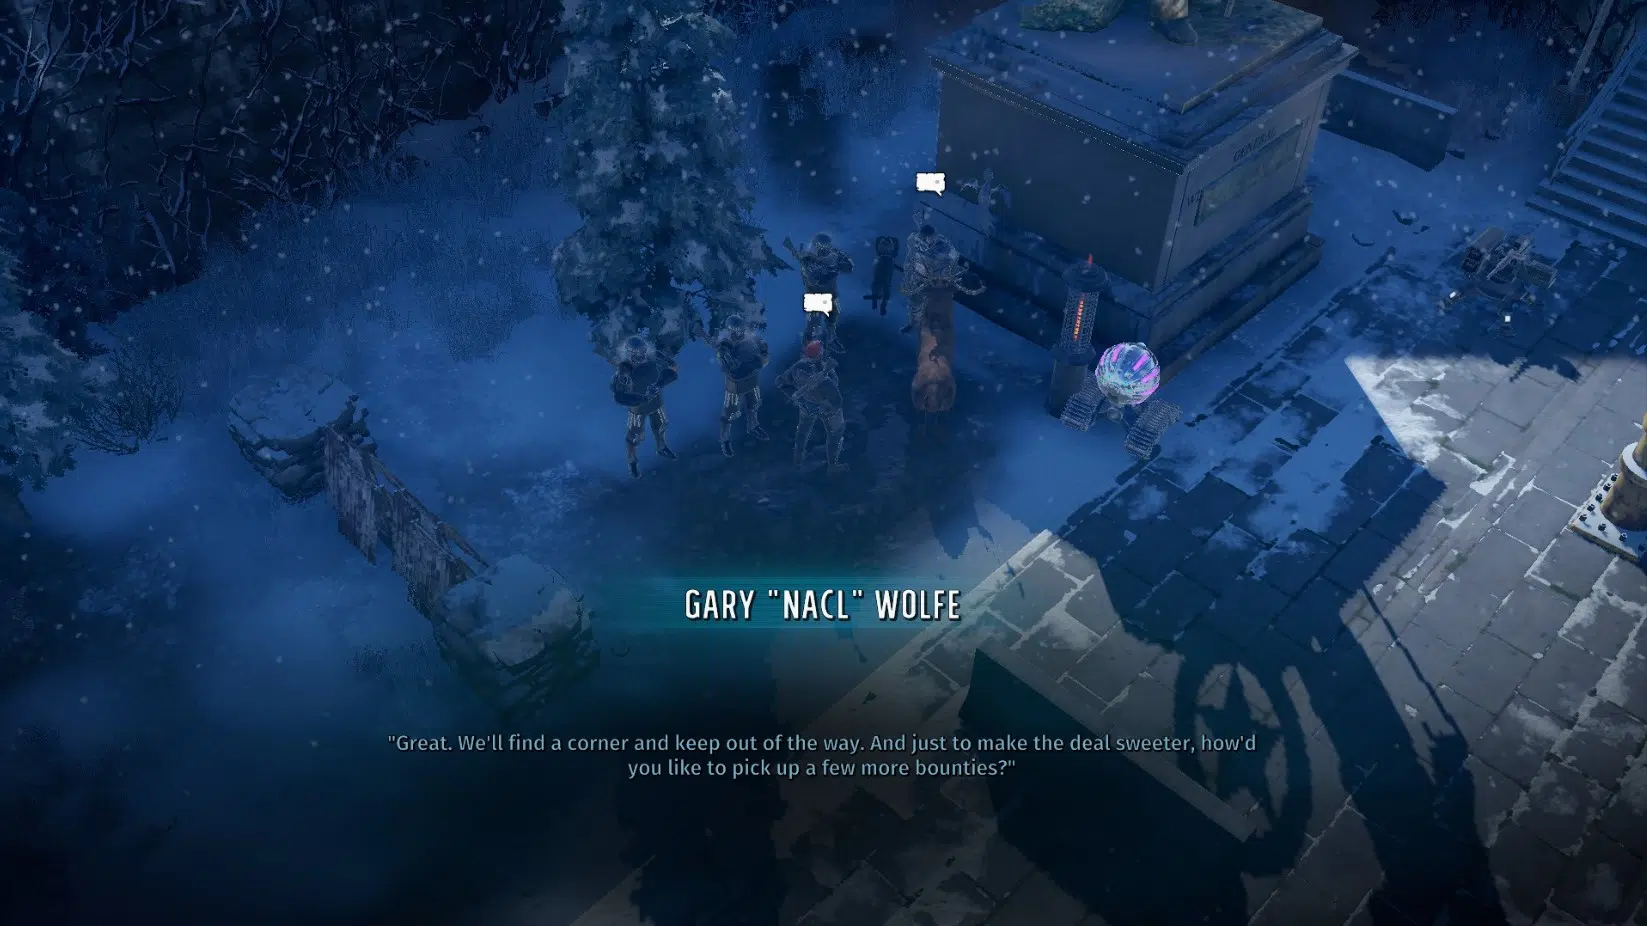 GENERAL
GARY "NACL" WOLFE
"Great. We'll find a corner and keep out of the way. And just to make the deal sweeter, how'd
you like to pick up a few more bounties?"